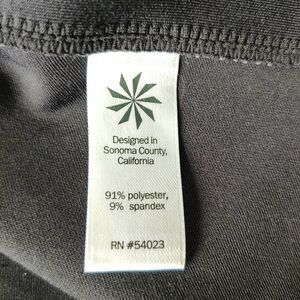 Designed in
Sonoma County,
California
91% polyester,
9% spandex
RN #54023